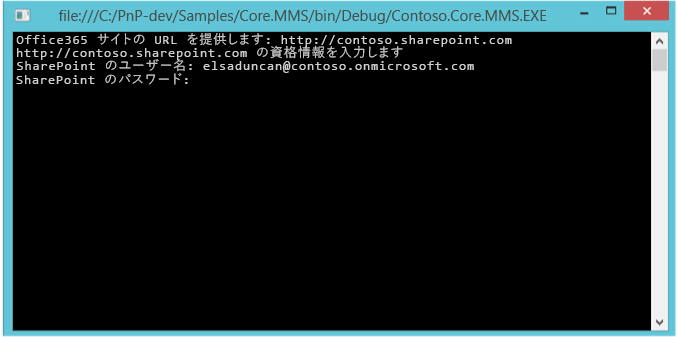 file:///C:/PnP-dev/Samples/Core.MMS/bin/Debug/Contoso.Core.MMS.EXE
Office365 サイトの URL を提供します: http://contoso.sharepoint.com
http://contoso.sharepoint.com の資格情報を入力します
SharePoint のユーザー名: elsaduncan@contoso.onmicrosoft.com
SharePoint のパスワード: